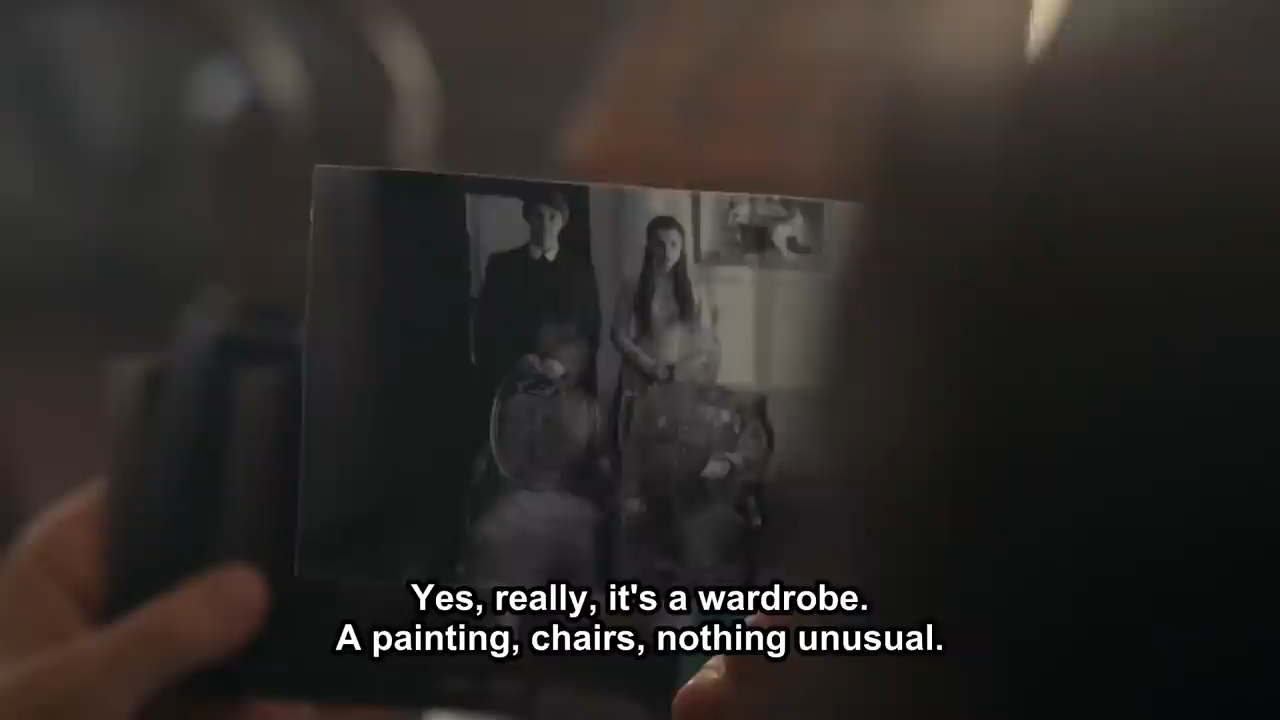 Yes, really, it's a wardrobe.
A painting, chairs, nothing unusual.